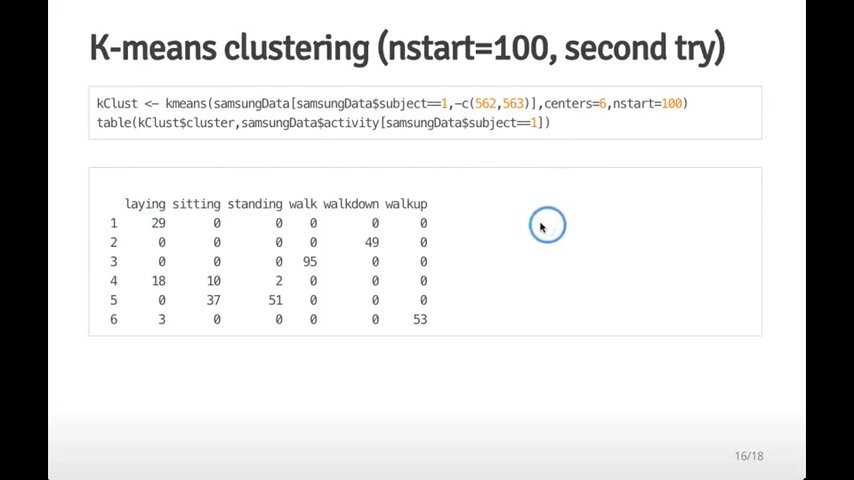 K-means clustering (nstart=100, second try)
kClust <- kmeans(samsungData[samsungData$subject==1,-c(562,563)],centers=6,nstart=100)
table(kClust$cluster,samsungData$activity[samsungData$subject==1])
laying sitting standing walk walkdown walkup
1 29 0 0 0 0 0
2 0 0 0 0 49 0
3 0 0 0 95 0 0
4 18 10 2 0 0 0
5 0 37 51 0 0 0
6 3 0 0 0 0 53
16/18